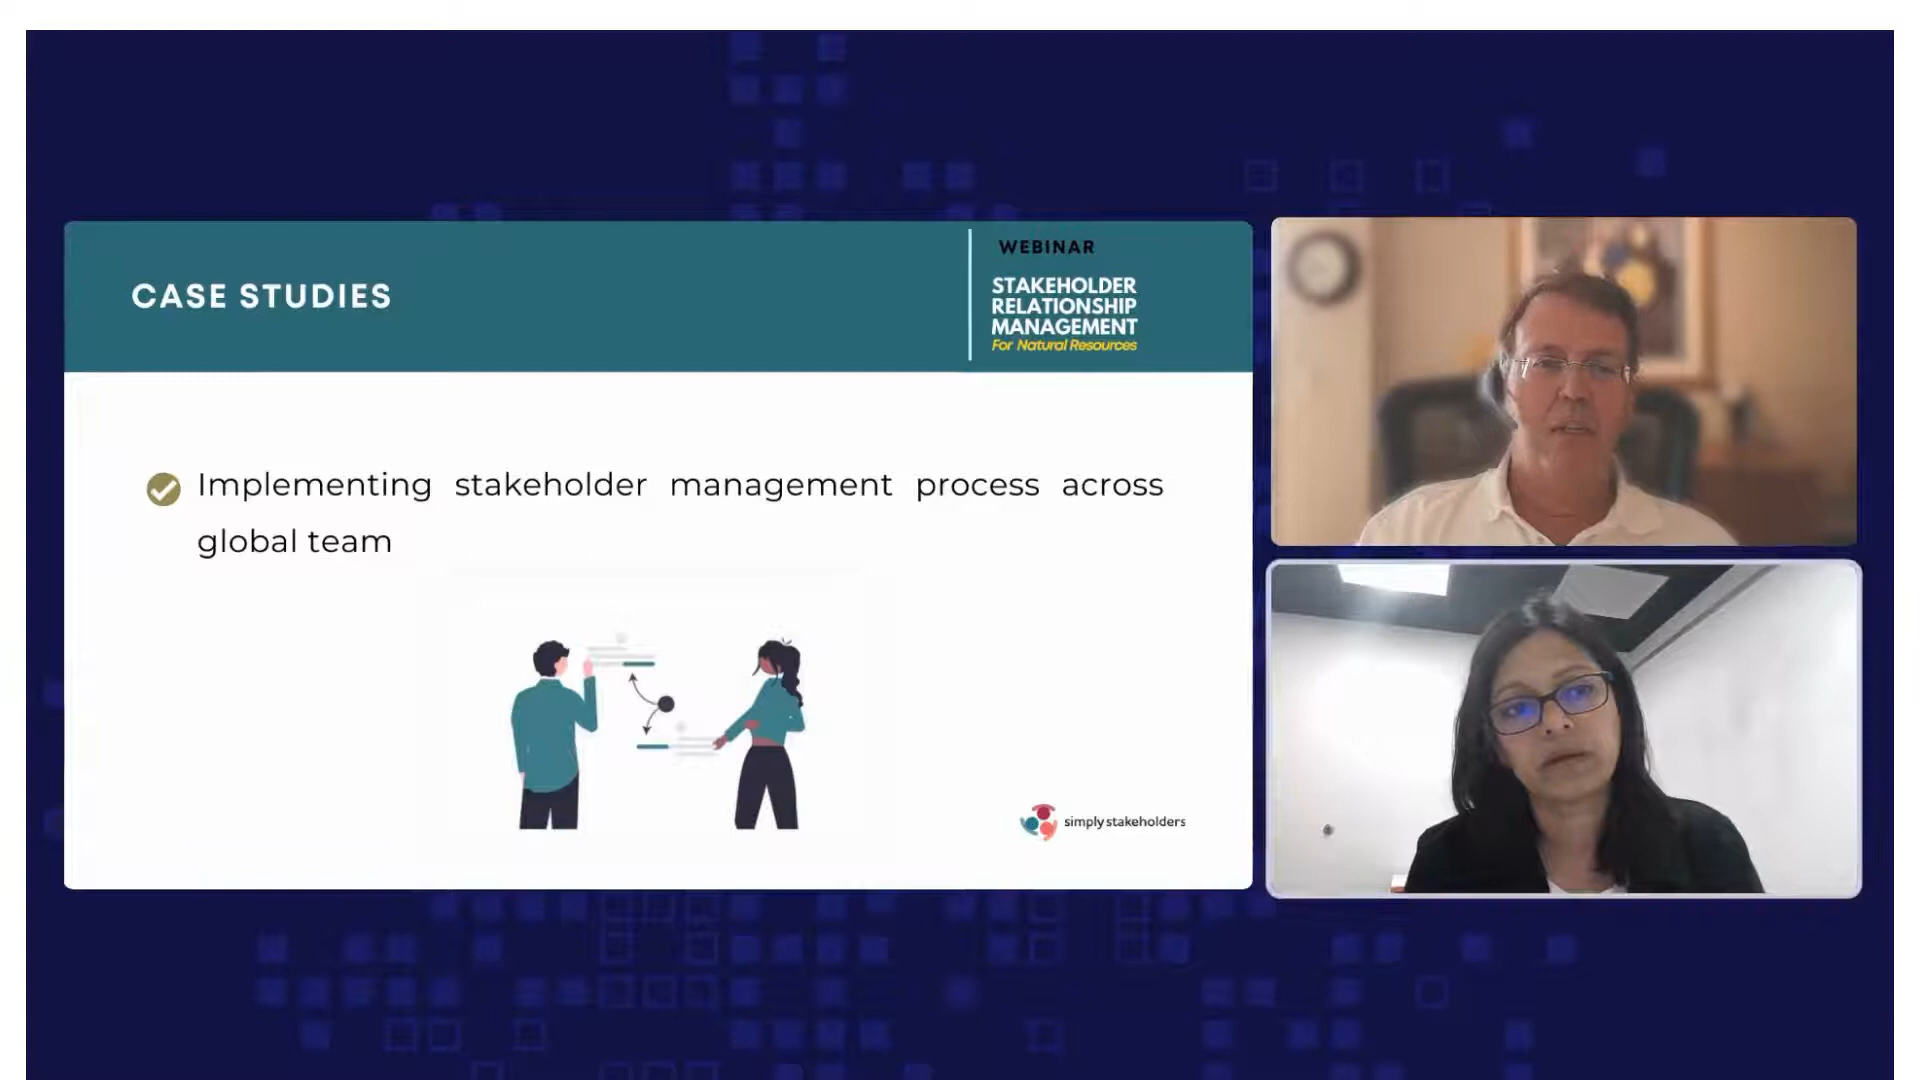 CASE STUDIES
WEBINAR
STAKEHOLDER
RELATIONSHIP
MANAGEMENT
For Natural Resources
Implementing stakeholder management process across
global team
simply stakeholders